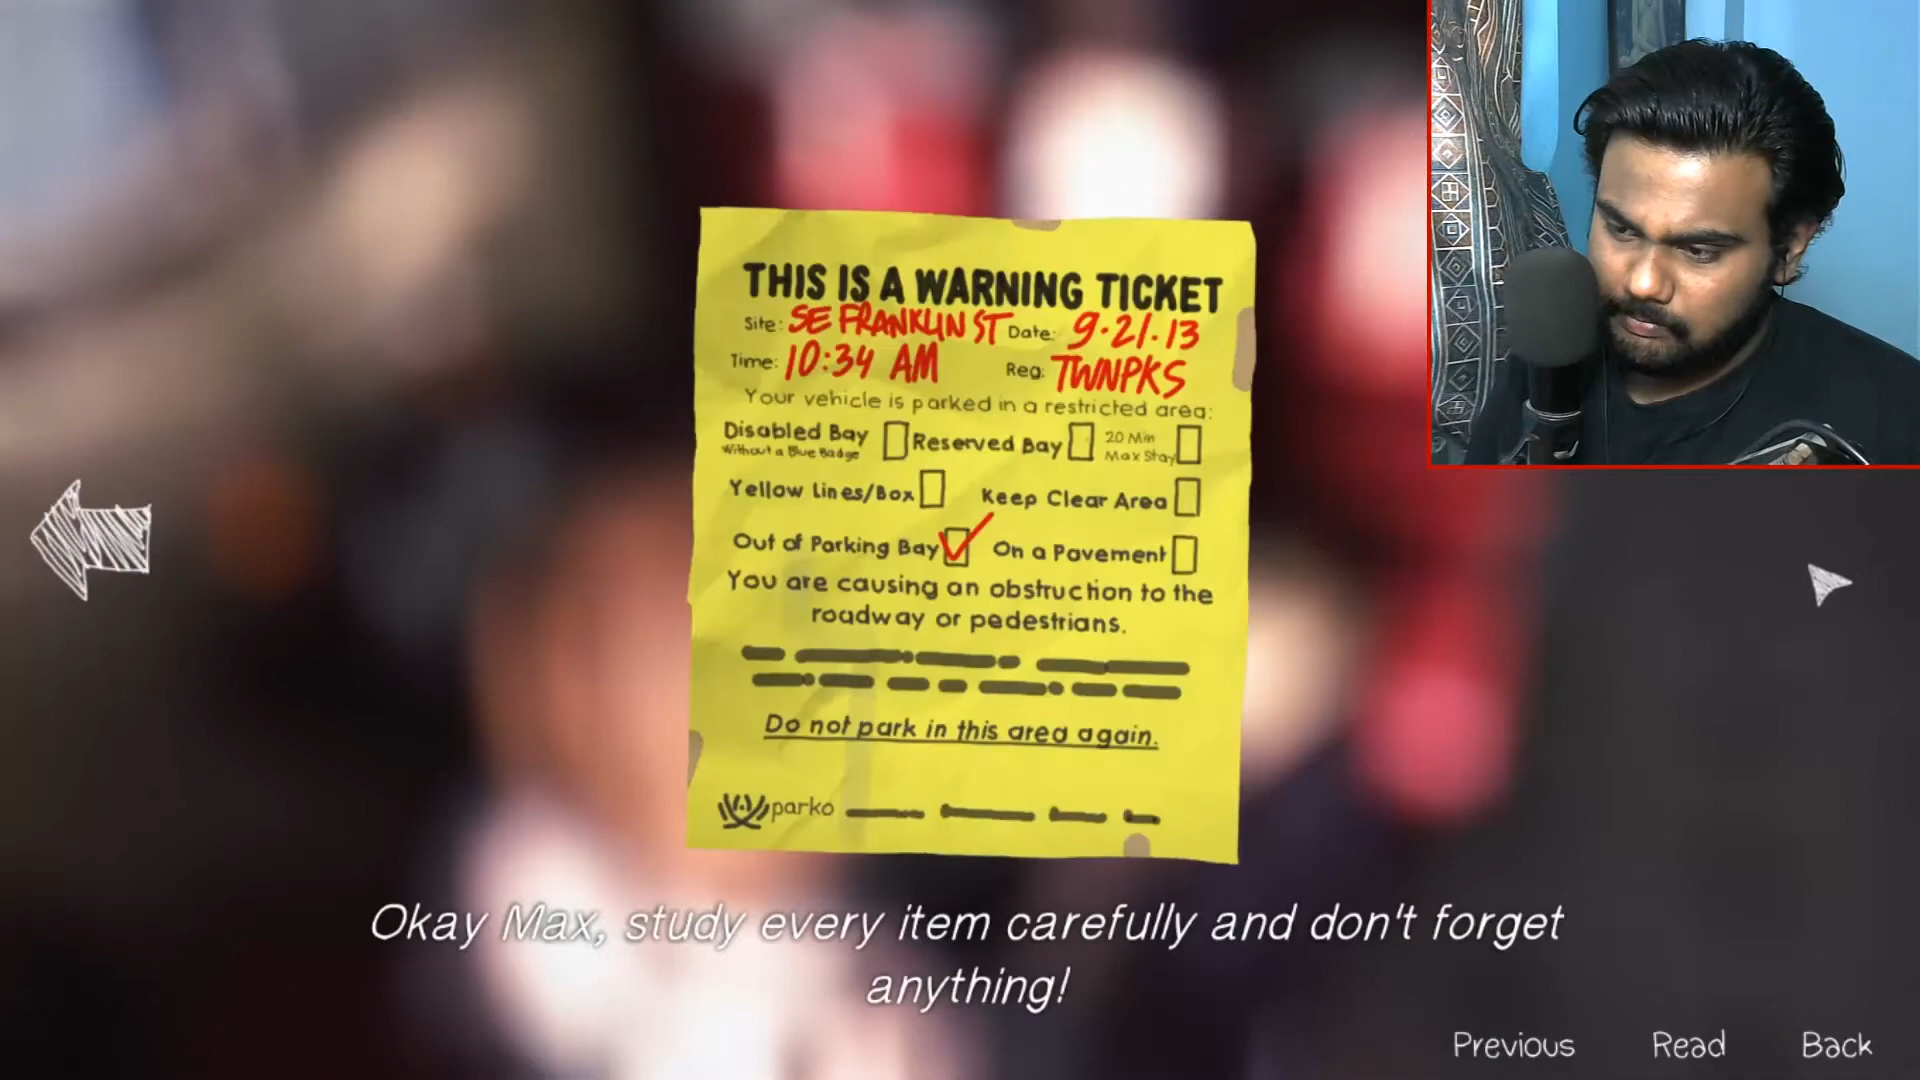 THIS IS A WARNING TICKET
Site: SE FRANKLIN ST Date: 9.21.13
Time: 10:34 AM Reg: TWNPKS
Your vehicle is parked in a restricted area:
Disabled Bay Reserved Bay 20 Min
Without a Blue Badge Max Stay
Yellow Lines/Box Keep Clear Area
Out of Parking Bay On a Pavement
You are causing an obstruction to the
roadway or pedestrians.
Do not park in this area again.
parko
Okay Max, study every item carefully and don't forget
anything!
Previous Read Back